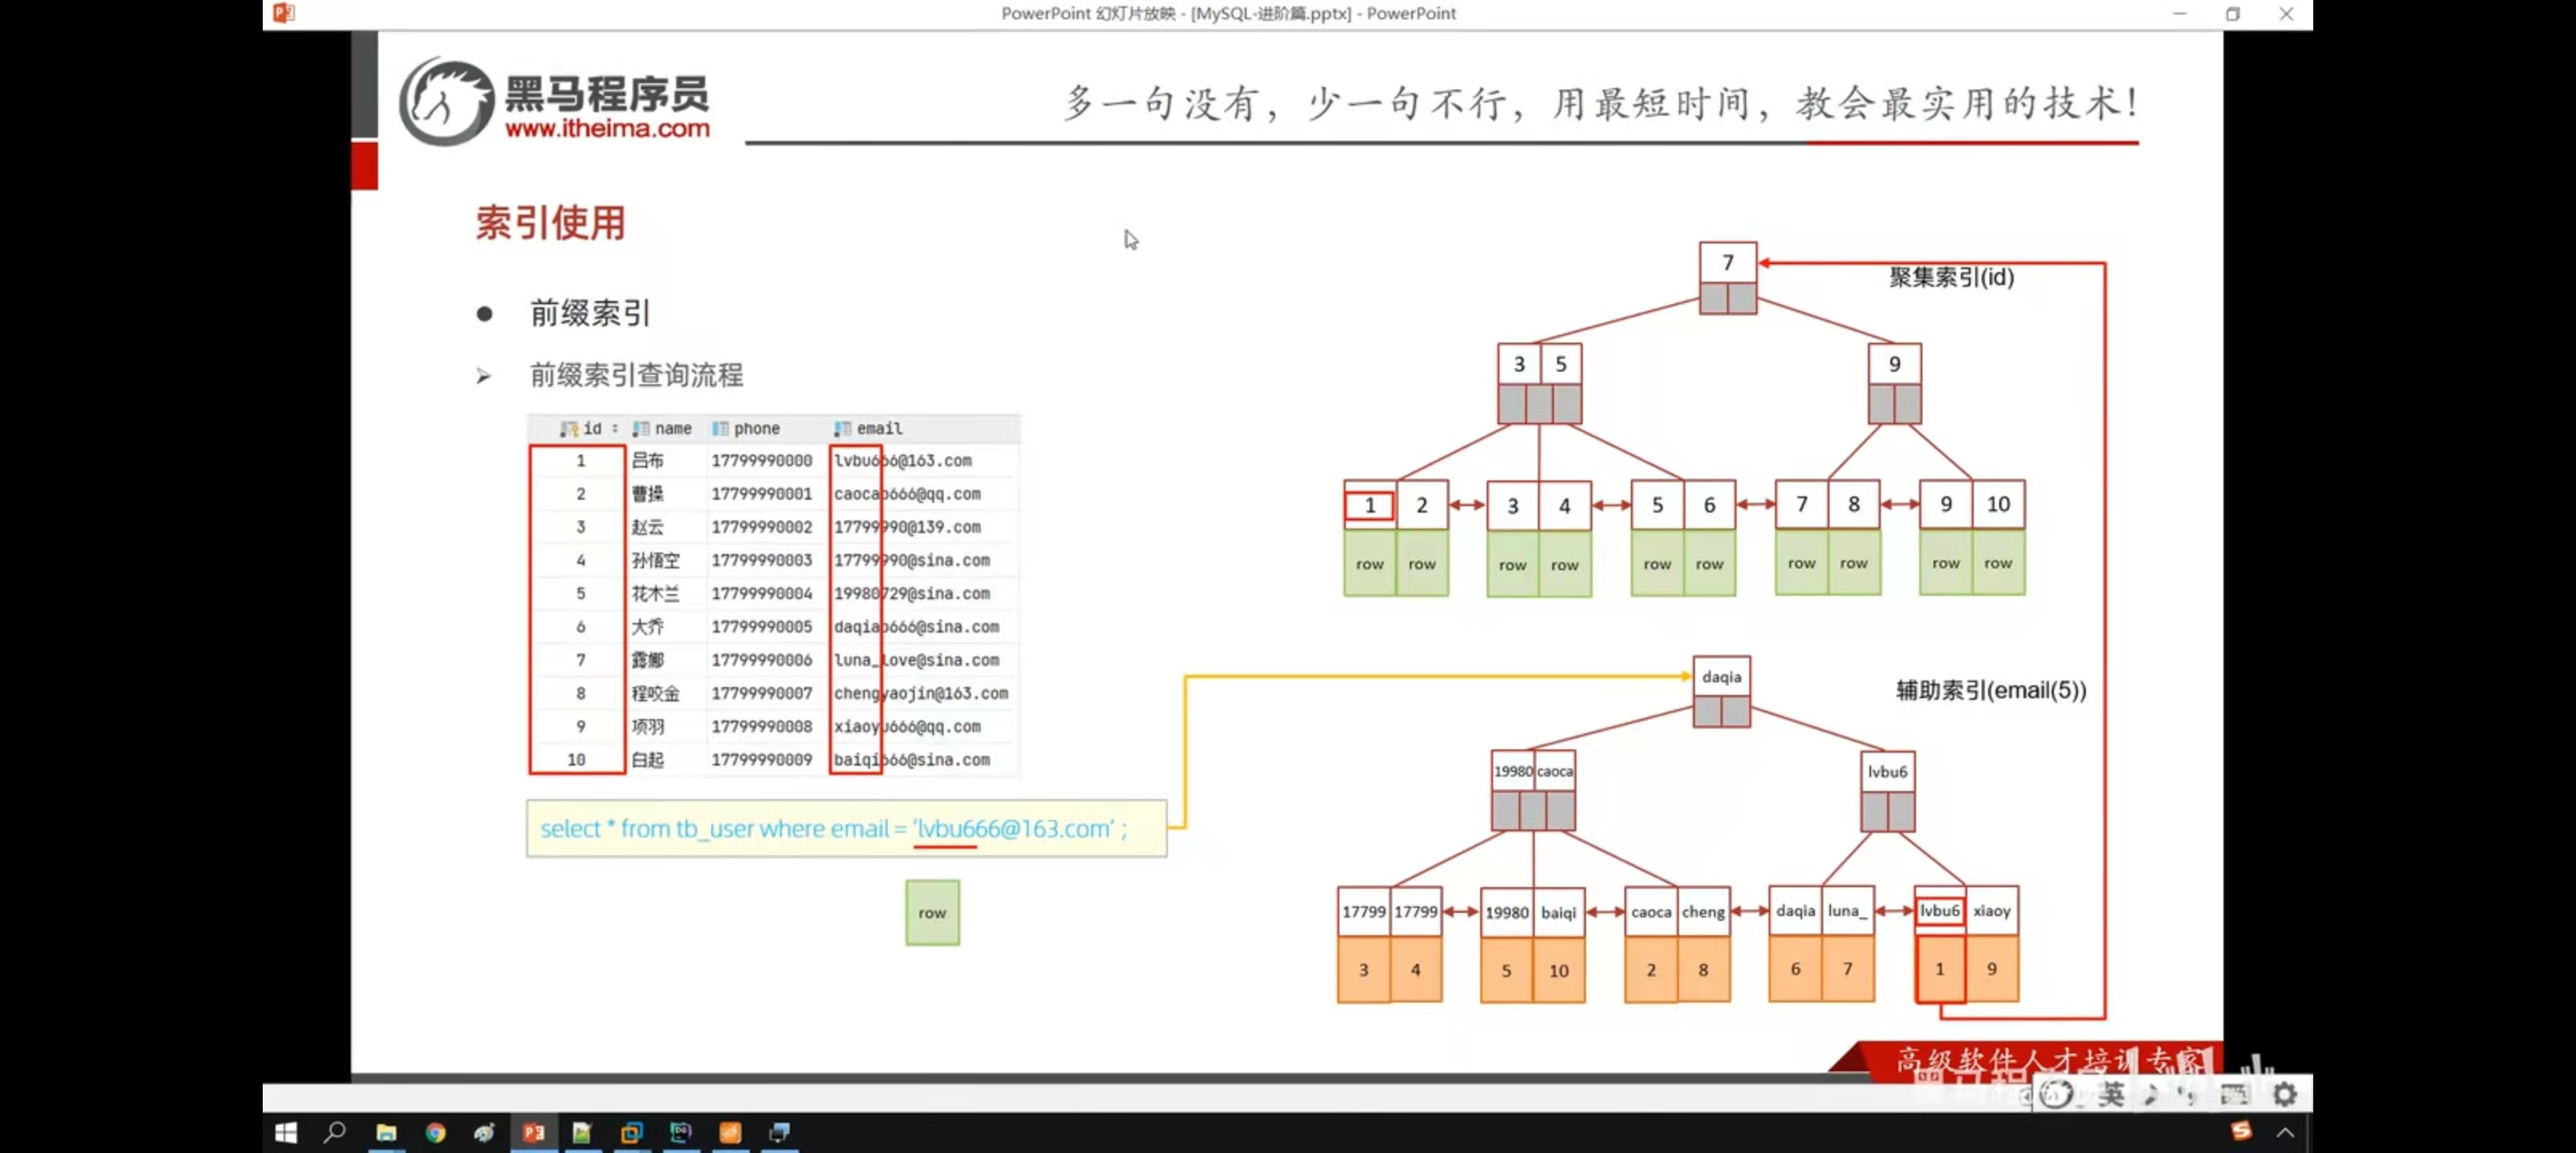 PowerPoint 幻灯片放映 - [MySQL-进阶篇.pptx] - PowerPoint
黑马程序员
www.itheima.com
多一句没有，少一句不行，用最短时间，教会最实用的技术！
索引使用
前缀索引
前缀索引查询流程
id name phone email
1 吕布 17799990000 lvbu666@163.com
2 曹操 17799990001 caocao666@qq.com
3 赵云 17799990002 17799990@139.com
4 孙悟空 17799990003 17799990@sina.com
5 花木兰 17799990004 19980729@sina.com
6 大乔 17799990005 daqiao666@sina.com
7 露娜 17799990006 luna_love@sina.com
8 程咬金 17799990007 chengyaojin@163.com
9 项羽 17799990008 xiaoyu666@qq.com
10 白起 17799990009 baiqi666@sina.com
select * from tb_user where email = 'lvbu666@163.com' ;
row
7
聚集索引(id)
3 5 9
1 2 3 4 5 6 7 8 9 10
row row row row row row row row row row
daqia
辅助索引(email(5))
19980 caoca lvbu6
17799 17799 19980 baiqi caoca cheng daqia luna_ lvbu6 xiaoy
3 4 5 10 2 8 6 7 1 9
高级软件人才培训专家
英